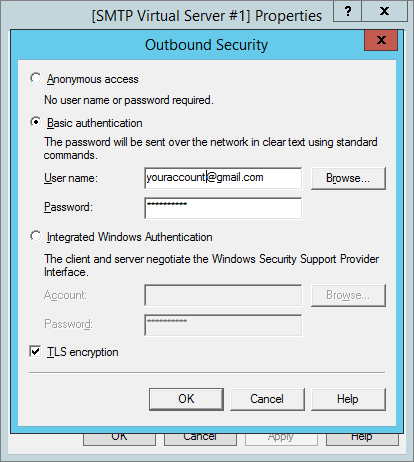 [SMTP Virtual Server #1] Properties
? x
Outbound Security
x
Anonymous access
No user name or password required.
Basic authentication
The password will be sent over the network in clear text using standard
commands.
User name: youraccount@gmail.com Browse...
Password: **********
Integrated Windows Authentication
The client and server negotiate the Windows Security Support Provider
Interface.
Account: Browse...
Password: **********
TLS encryption
OK Cancel Help
OK Cancel Apply Help